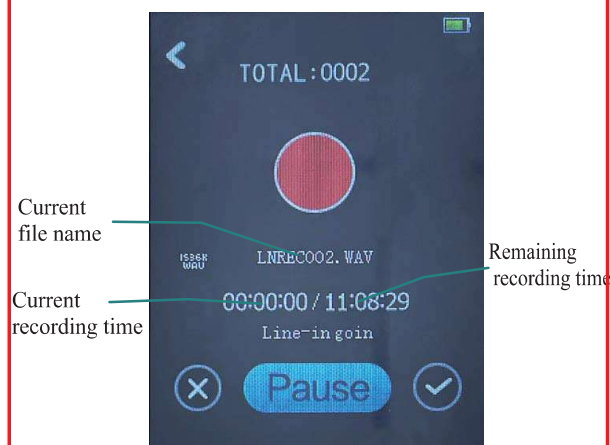 TOTAL:0002
Current
file name
1536K
WAU
LNREC002.WAV
Remaining
recording time
Current
recording time
00:00:00 / 11:08:29
Line-in goin
Pause